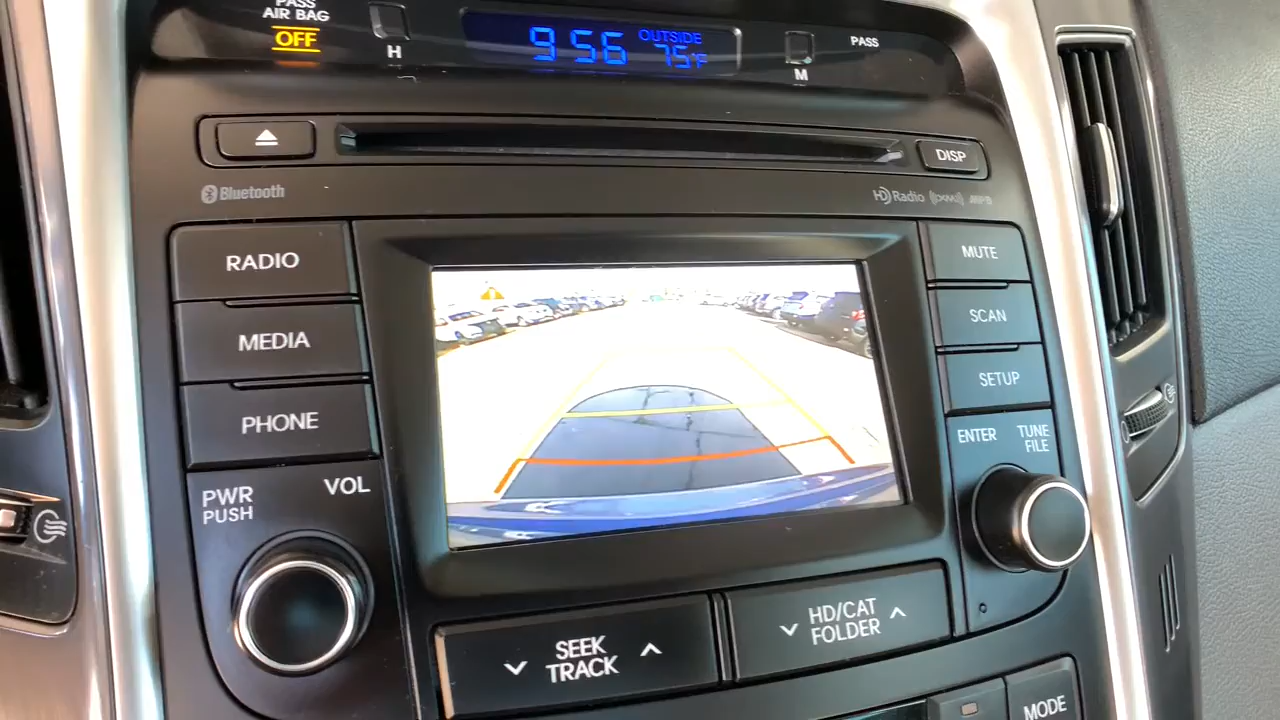 PASS
AIR BAG
OFF
H
9:56
OUTSIDE
75°F
M
PASS
DISP
Bluetooth
HD Radio ((XM))
RADIO
MEDIA
PHONE
PWR
PUSH
VOL
MUTE
SCAN
SETUP
ENTER
TUNE
FILE
SEEK
TRACK
HD/CAT
FOLDER
MODE